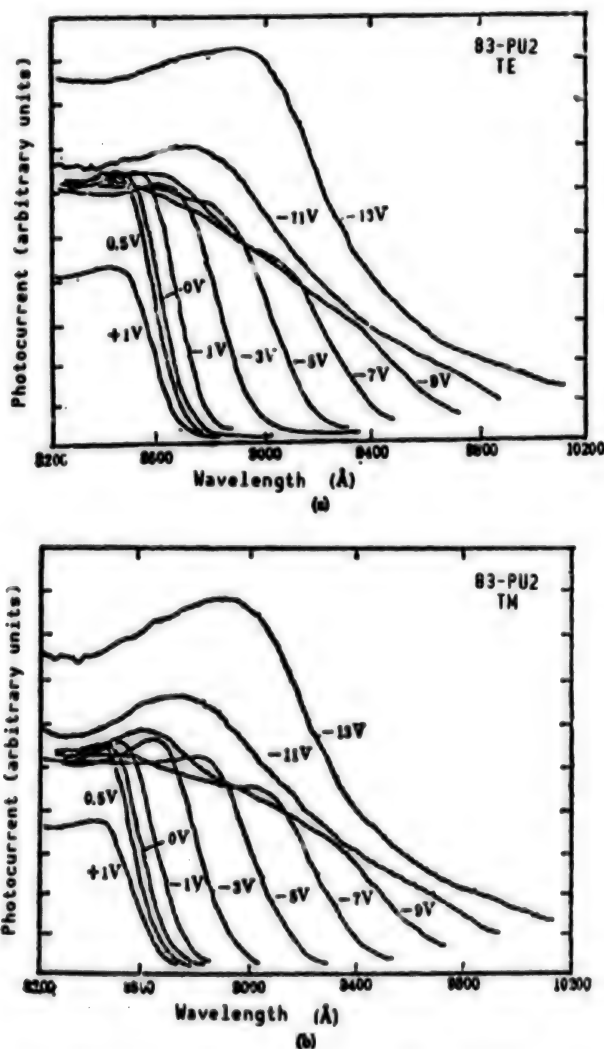 83-PU2
TE
Photocurrent (arbitrary units)
-11V
-13V
0.5V
0V
+1V
-1V
-3V
-5V
-7V
-9V
8200 8600 9000 9400 9800 10200
Wavelength (Å)
(a)
83-PU2
TM
Photocurrent (arbitrary units)
-11V
-13V
0.5V
0V
+1V
-1V
-3V
-5V
-7V
-9V
8200 8600 9000 9400 9800 10200
Wavelength (Å)
(b)